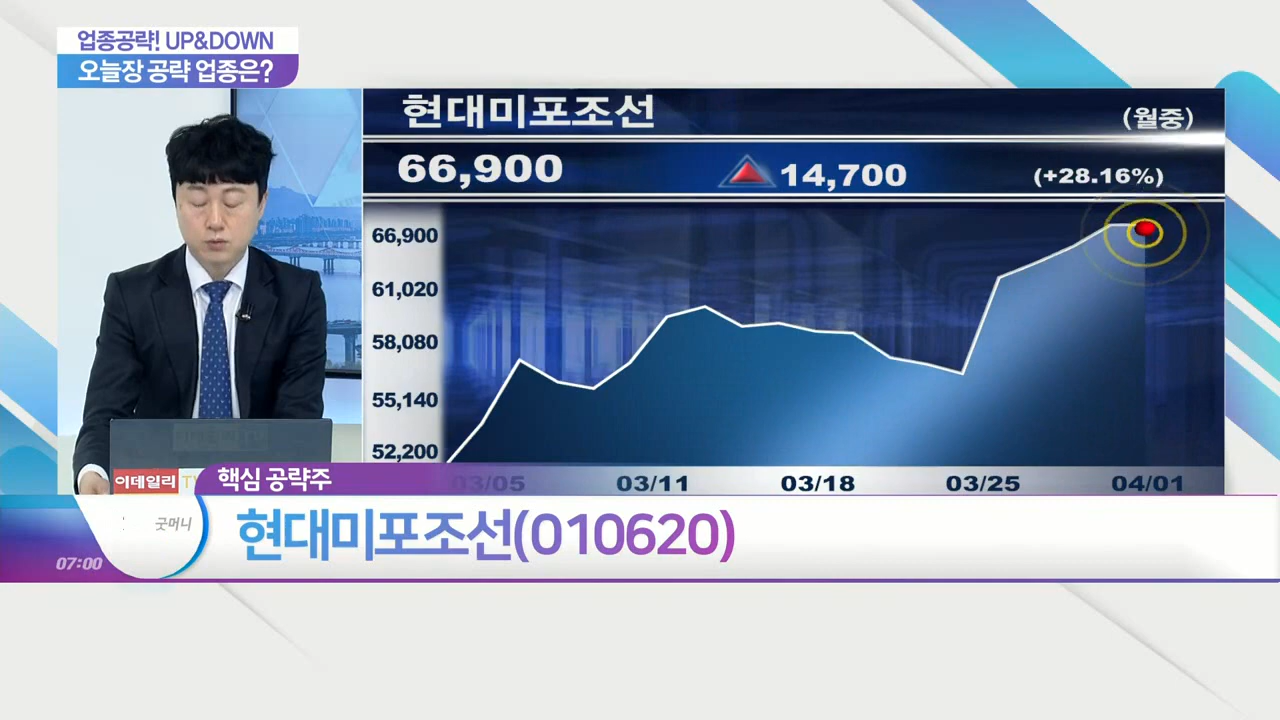 업종공략! UP&DOWN
오늘장 공략 업종은?
현대미포조선
(월중)
66,900
14,700
(+28.16%)
66,900
61,020
58,080
55,140
52,200
03/05
03/11
03/18
03/25
04/01
이데일리 T
핵심 공략주
굿머니
현대미포조선(010620)
07:00